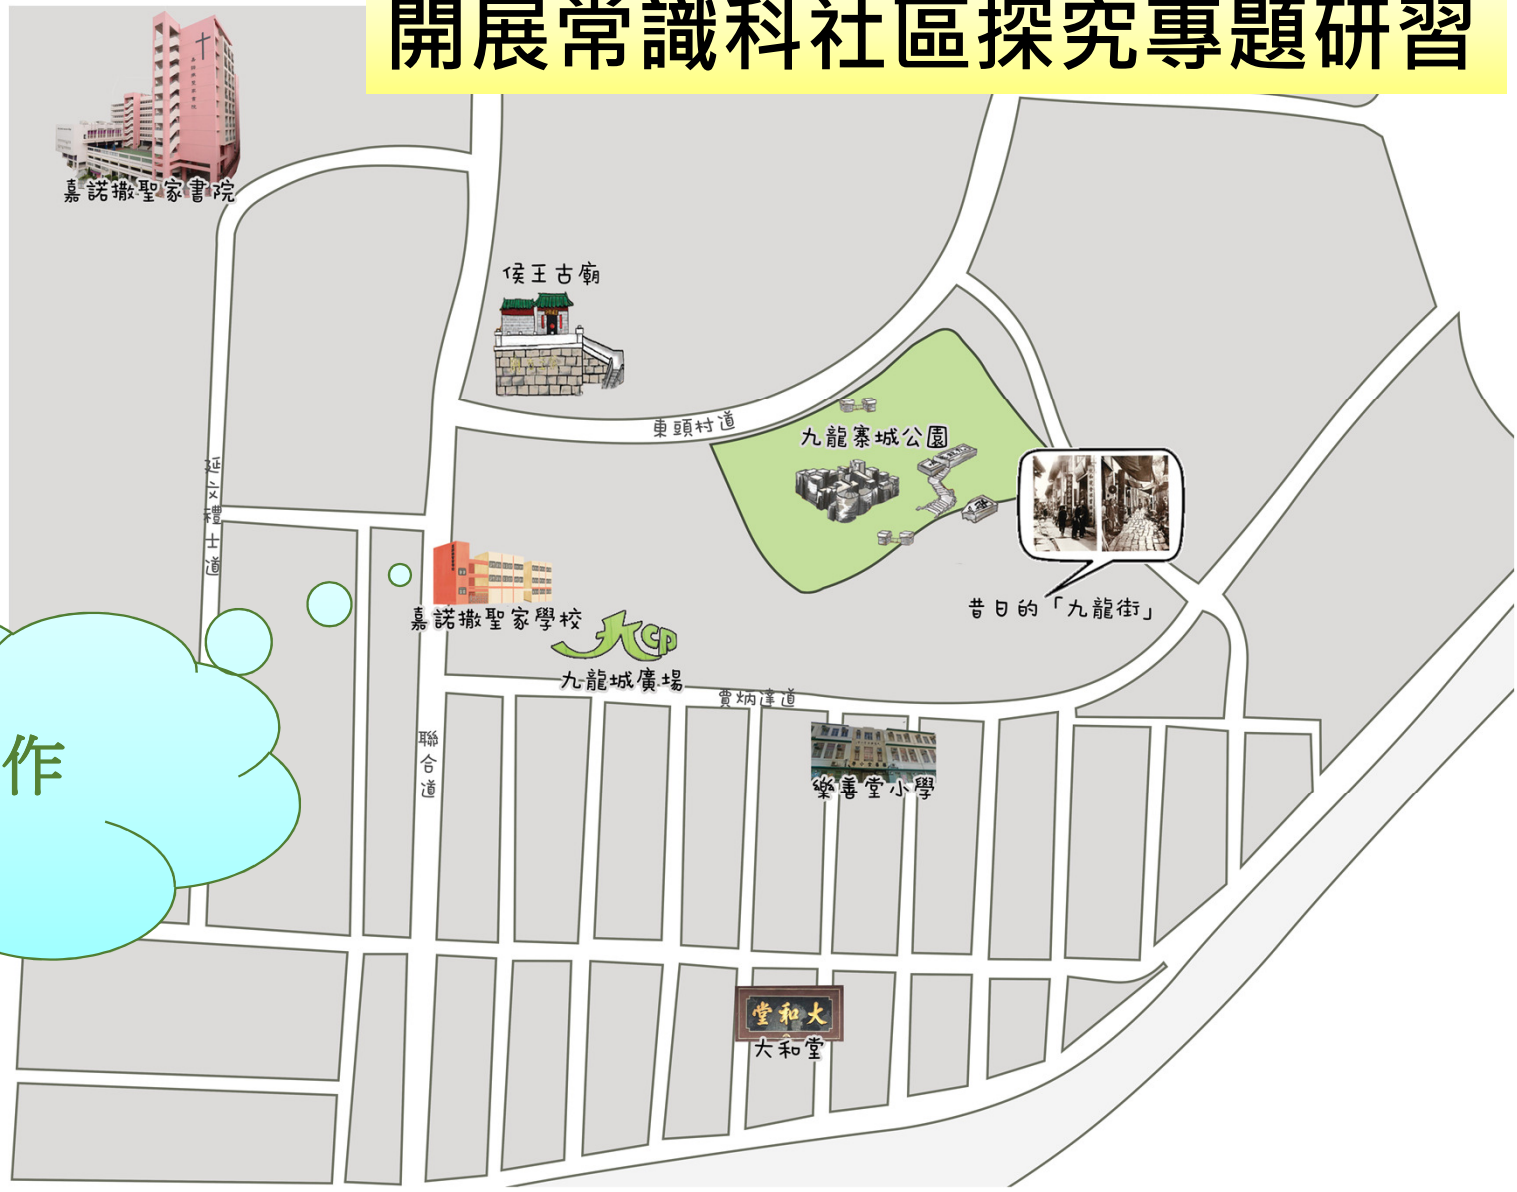 開展常識科社區探究專題研習
嘉諾撒聖家書院
侯王古廟
東頭村道
九龍寨城公園
延文禮士道
昔日的「九龍街」
嘉諾撒聖家學校
九龍城廣場
賈炳達道
聯合道
樂善堂小學
作
大和堂
大和堂